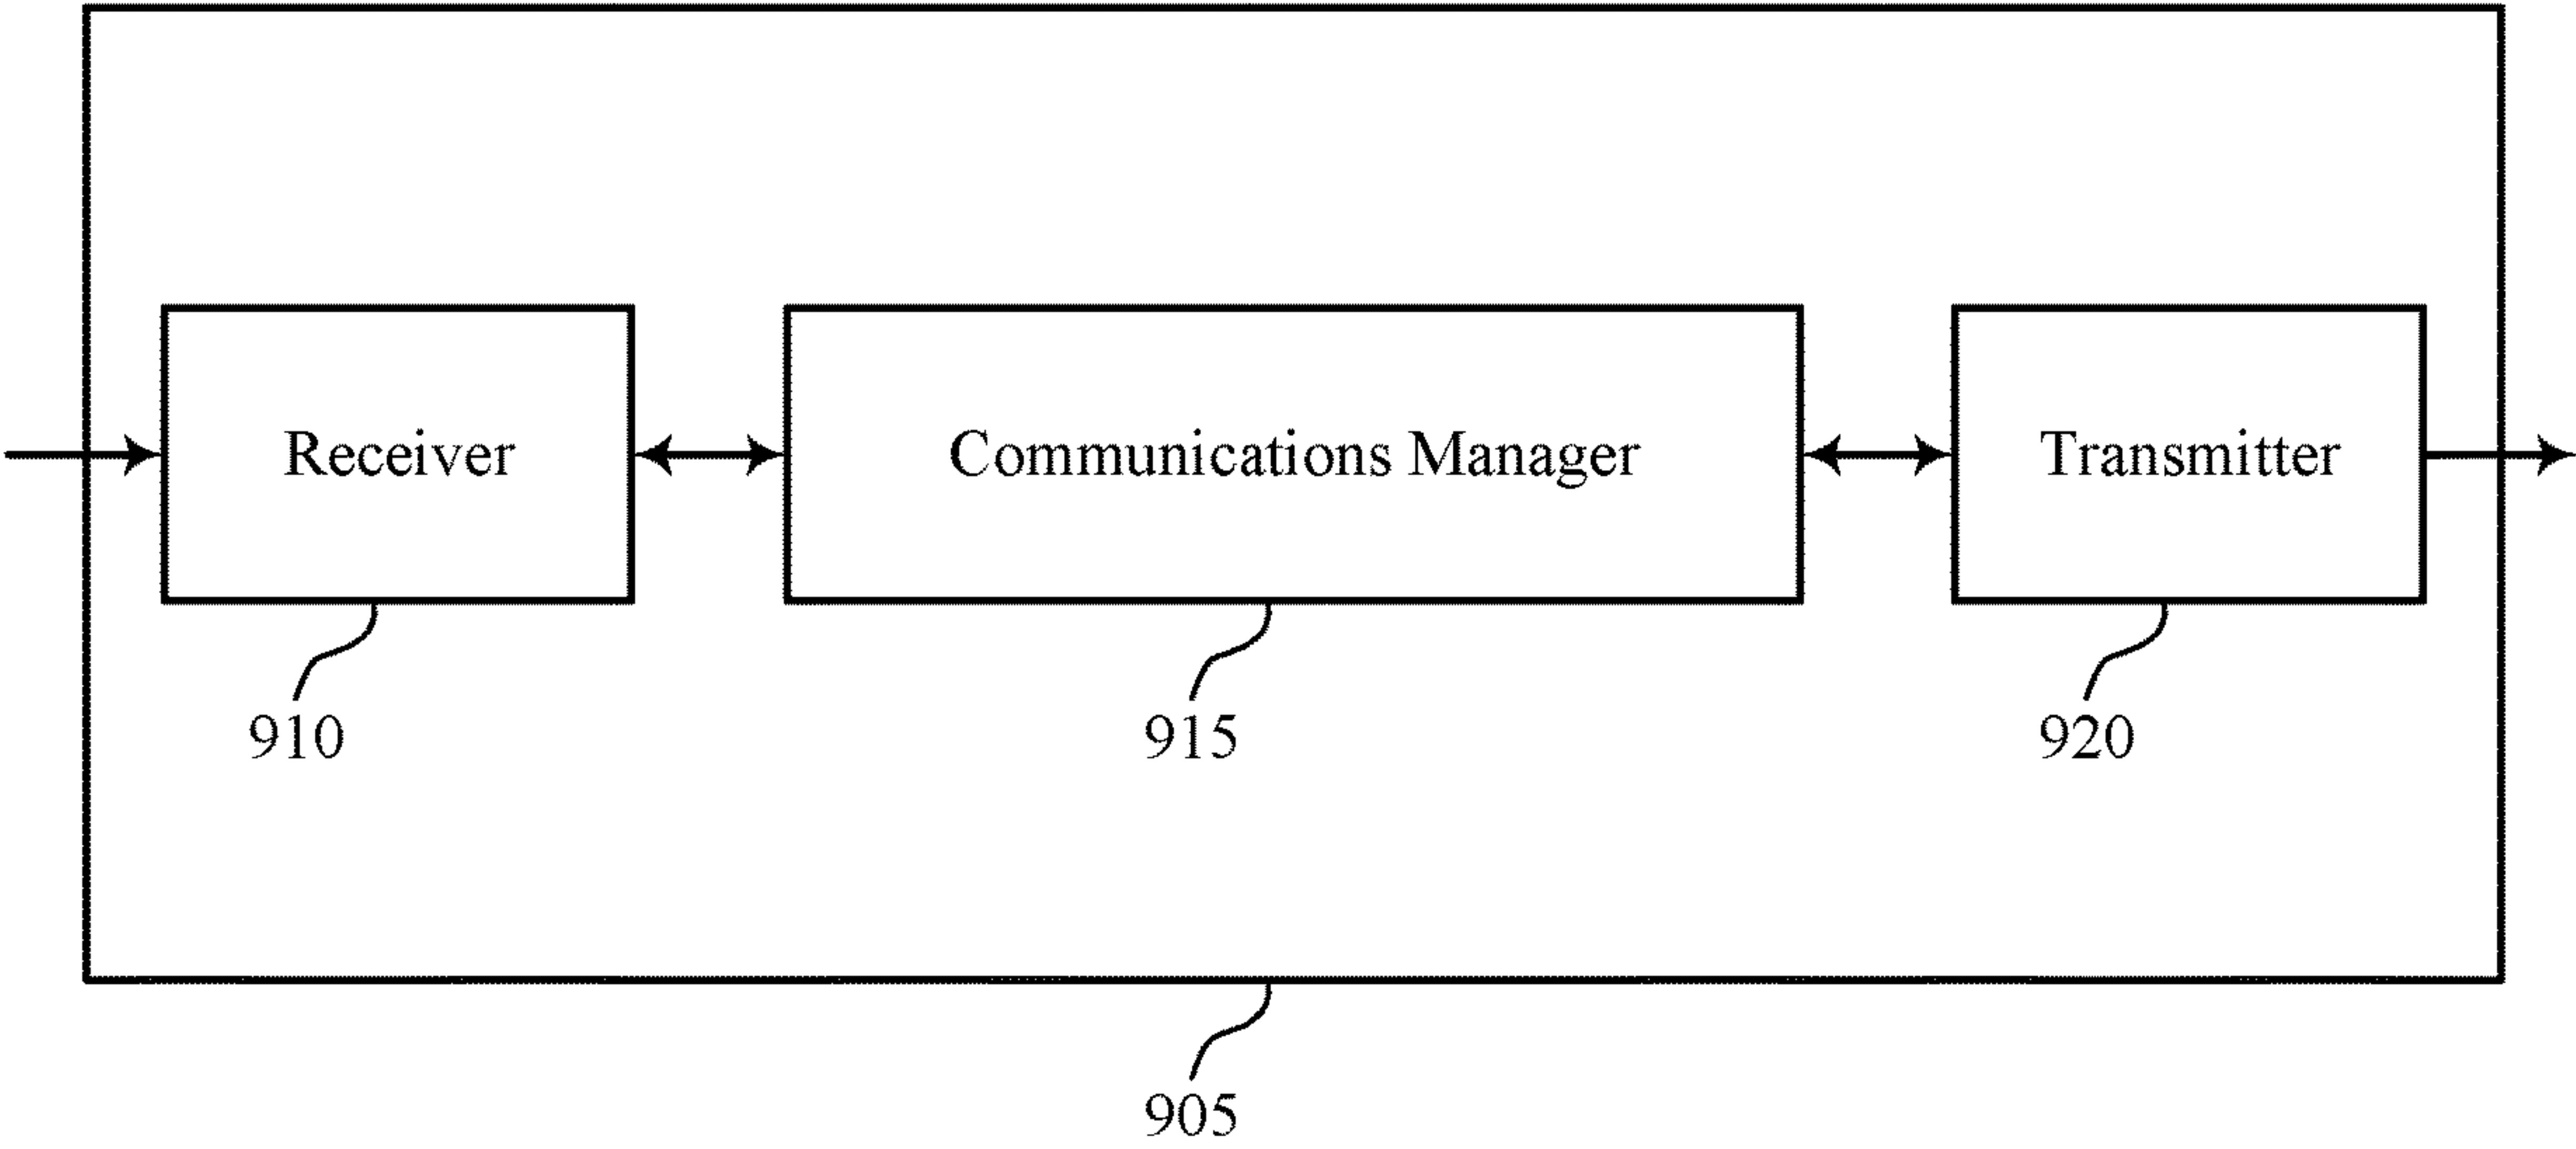 Receiver
Communications Manager
Transmitter
910
915
920
905